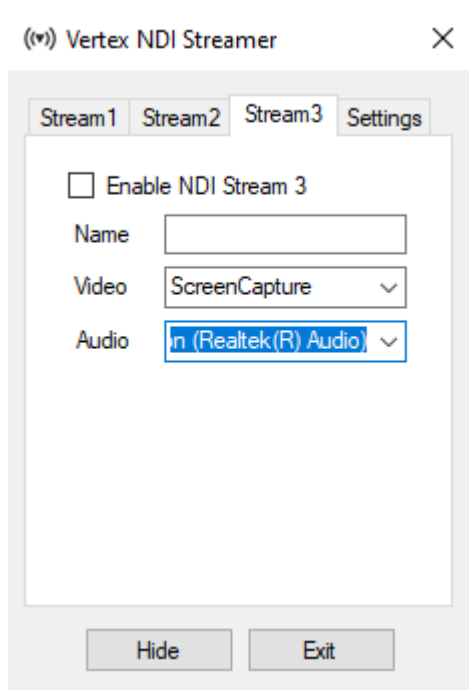 Vertex NDI Streamer
Stream1 Stream2 Stream3 Settings
Enable NDI Stream 3
Name
Video ScreenCapture
Audio (Realtek(R) Audio)
Hide Exit